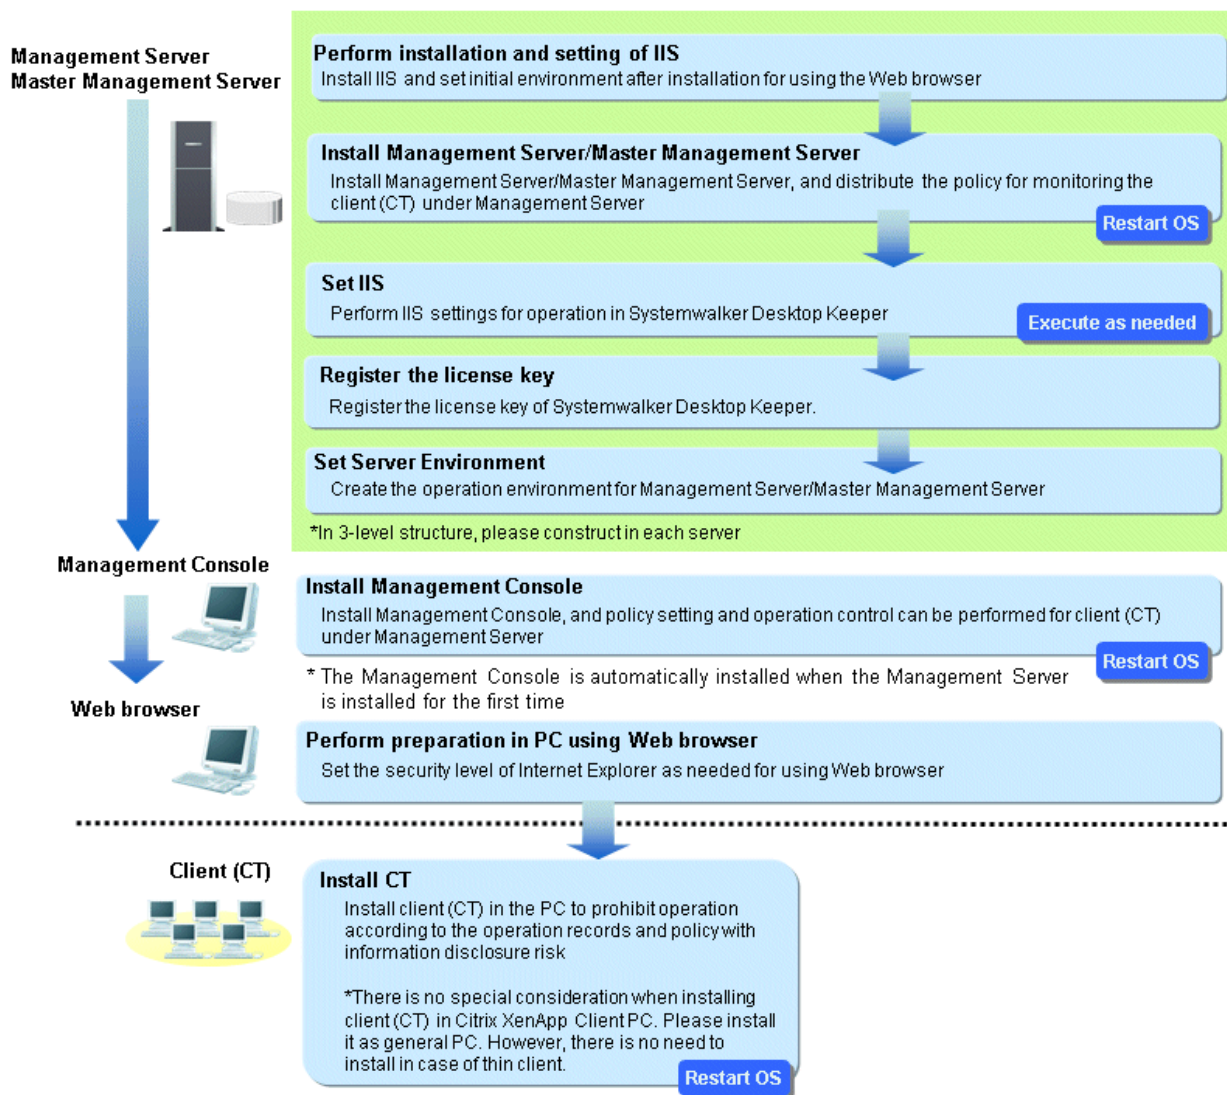 Management Server
Master Management Server
Perform installation and setting of IIS
Install IIS and set initial environment after installation for using the Web browser
Install Management Server/Master Management Server
Install Management Server/Master Management Server, and distribute the policy for monitoring the
client (CT) under Management Server
Restart OS
Set IIS
Perform IIS settings for operation in Systemwalker Desktop Keeper
Execute as needed
Register the license key
Register the license key of Systemwalker Desktop Keeper.
Set Server Environment
Create the operation environment for Management Server/Master Management Server
*In 3-level structure, please construct in each server
Management Console
Install Management Console
Install Management Console, and policy setting and operation control can be performed for client (CT)
under Management Server
Restart OS
* The Management Console is automatically installed when the Management Server
is installed for the first time
Web browser
Perform preparation in PC using Web browser
Set the security level of Internet Explorer as needed for using Web browser
Client (CT)
Install CT
Install client (CT) in the PC to prohibit operation
according to the operation records and policy with
information disclosure risk
*There is no special consideration when installing
client (CT) in Citrix XenApp Client PC. Please install
it as general PC. However, there is no need to
install in case of thin client.
Restart OS